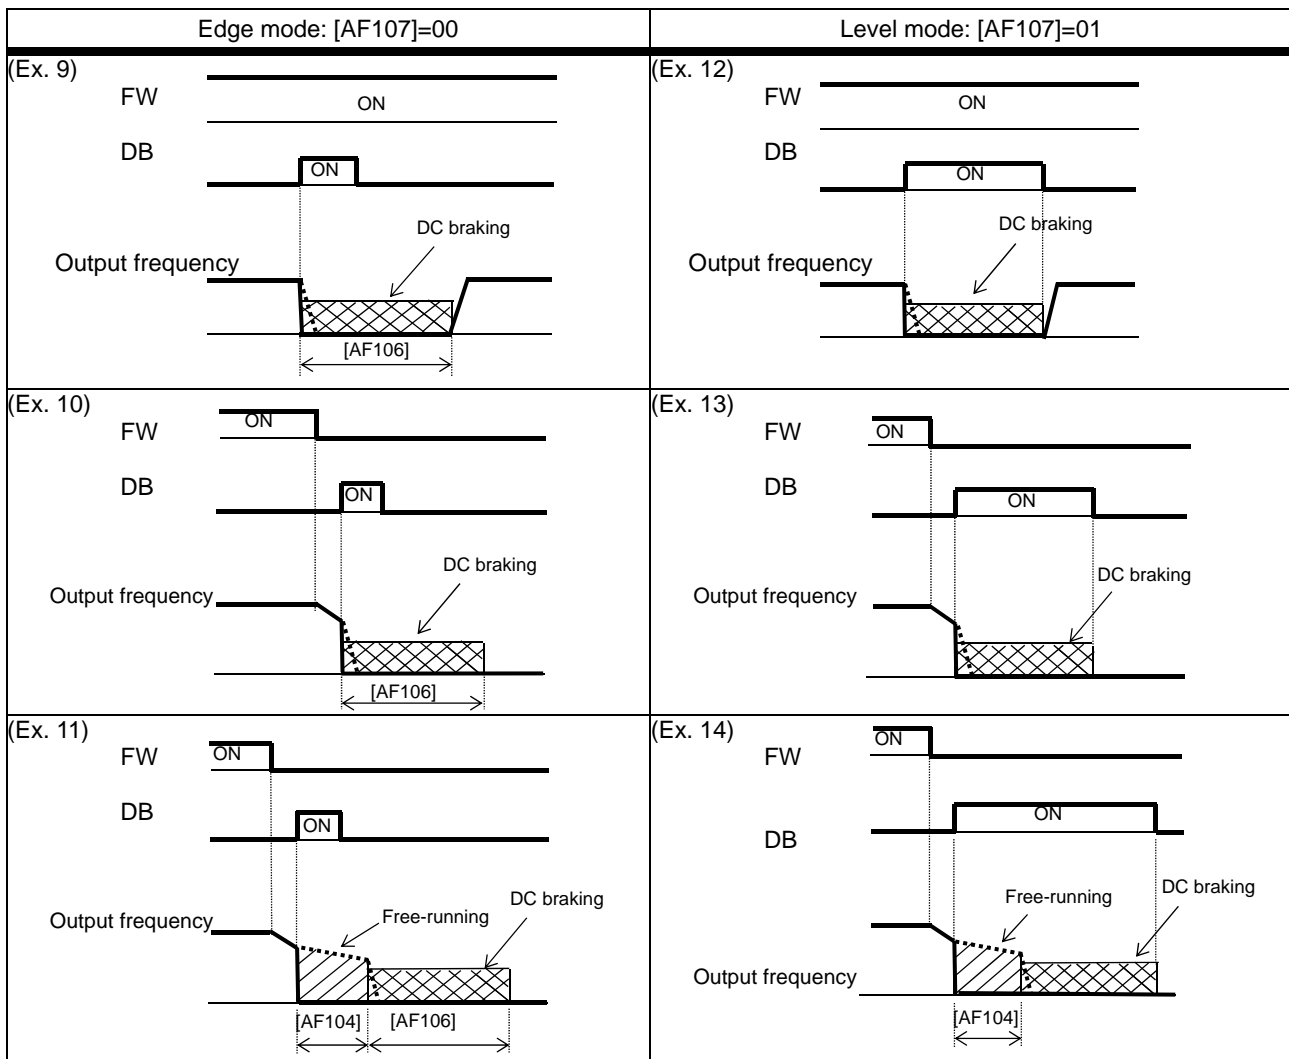 Edge mode: [AF107]=00
Level mode: [AF107]=01
(Ex. 9)
FW
ON
DB
ON
DC braking
Output frequency
[AF106]
(Ex. 12)
FW
ON
DB
ON
DC braking
Output frequency
(Ex. 10)
ON
FW
DB
ON
DC braking
Output frequency
[AF106]
(Ex. 13)
FW
ON
DB
ON
DC braking
Output frequency
(Ex. 11)
FW
ON
DB
ON
DC braking
Free-running
Output frequency
[AF104]
[AF106]
(Ex. 14)
ON
FW
ON
DB
DC braking
Free-running
Output frequency
[AF104]